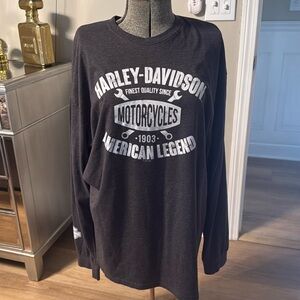 HARLEY-DAVIDSON
FINEST QUALITY SINCE
MOTORCYCLES
·1903·
AMERICAN LEGEND